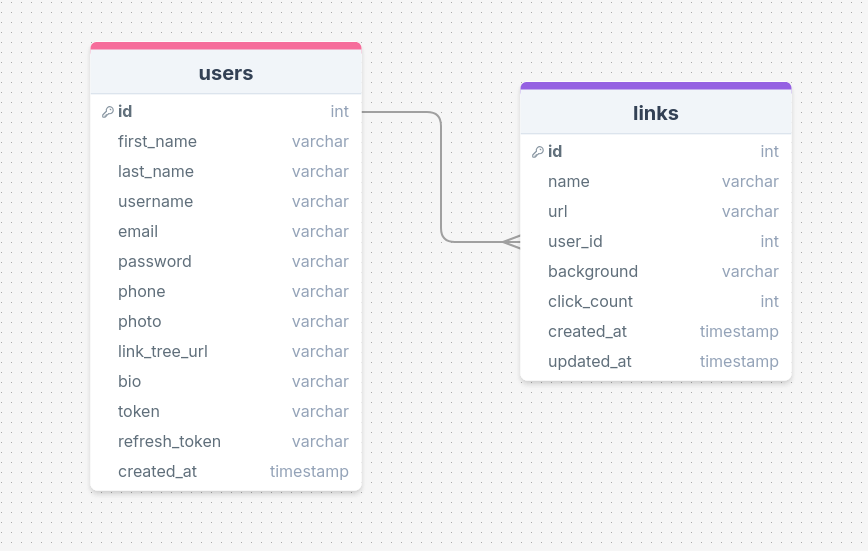 users
id int
first_name varchar
last_name varchar
username varchar
email varchar
password varchar
phone varchar
photo varchar
link_tree_url varchar
bio varchar
token varchar
refresh_token varchar
created_at timestamp
links
id int
name varchar
url varchar
user_id int
background varchar
click_count int
created_at timestamp
updated_at timestamp